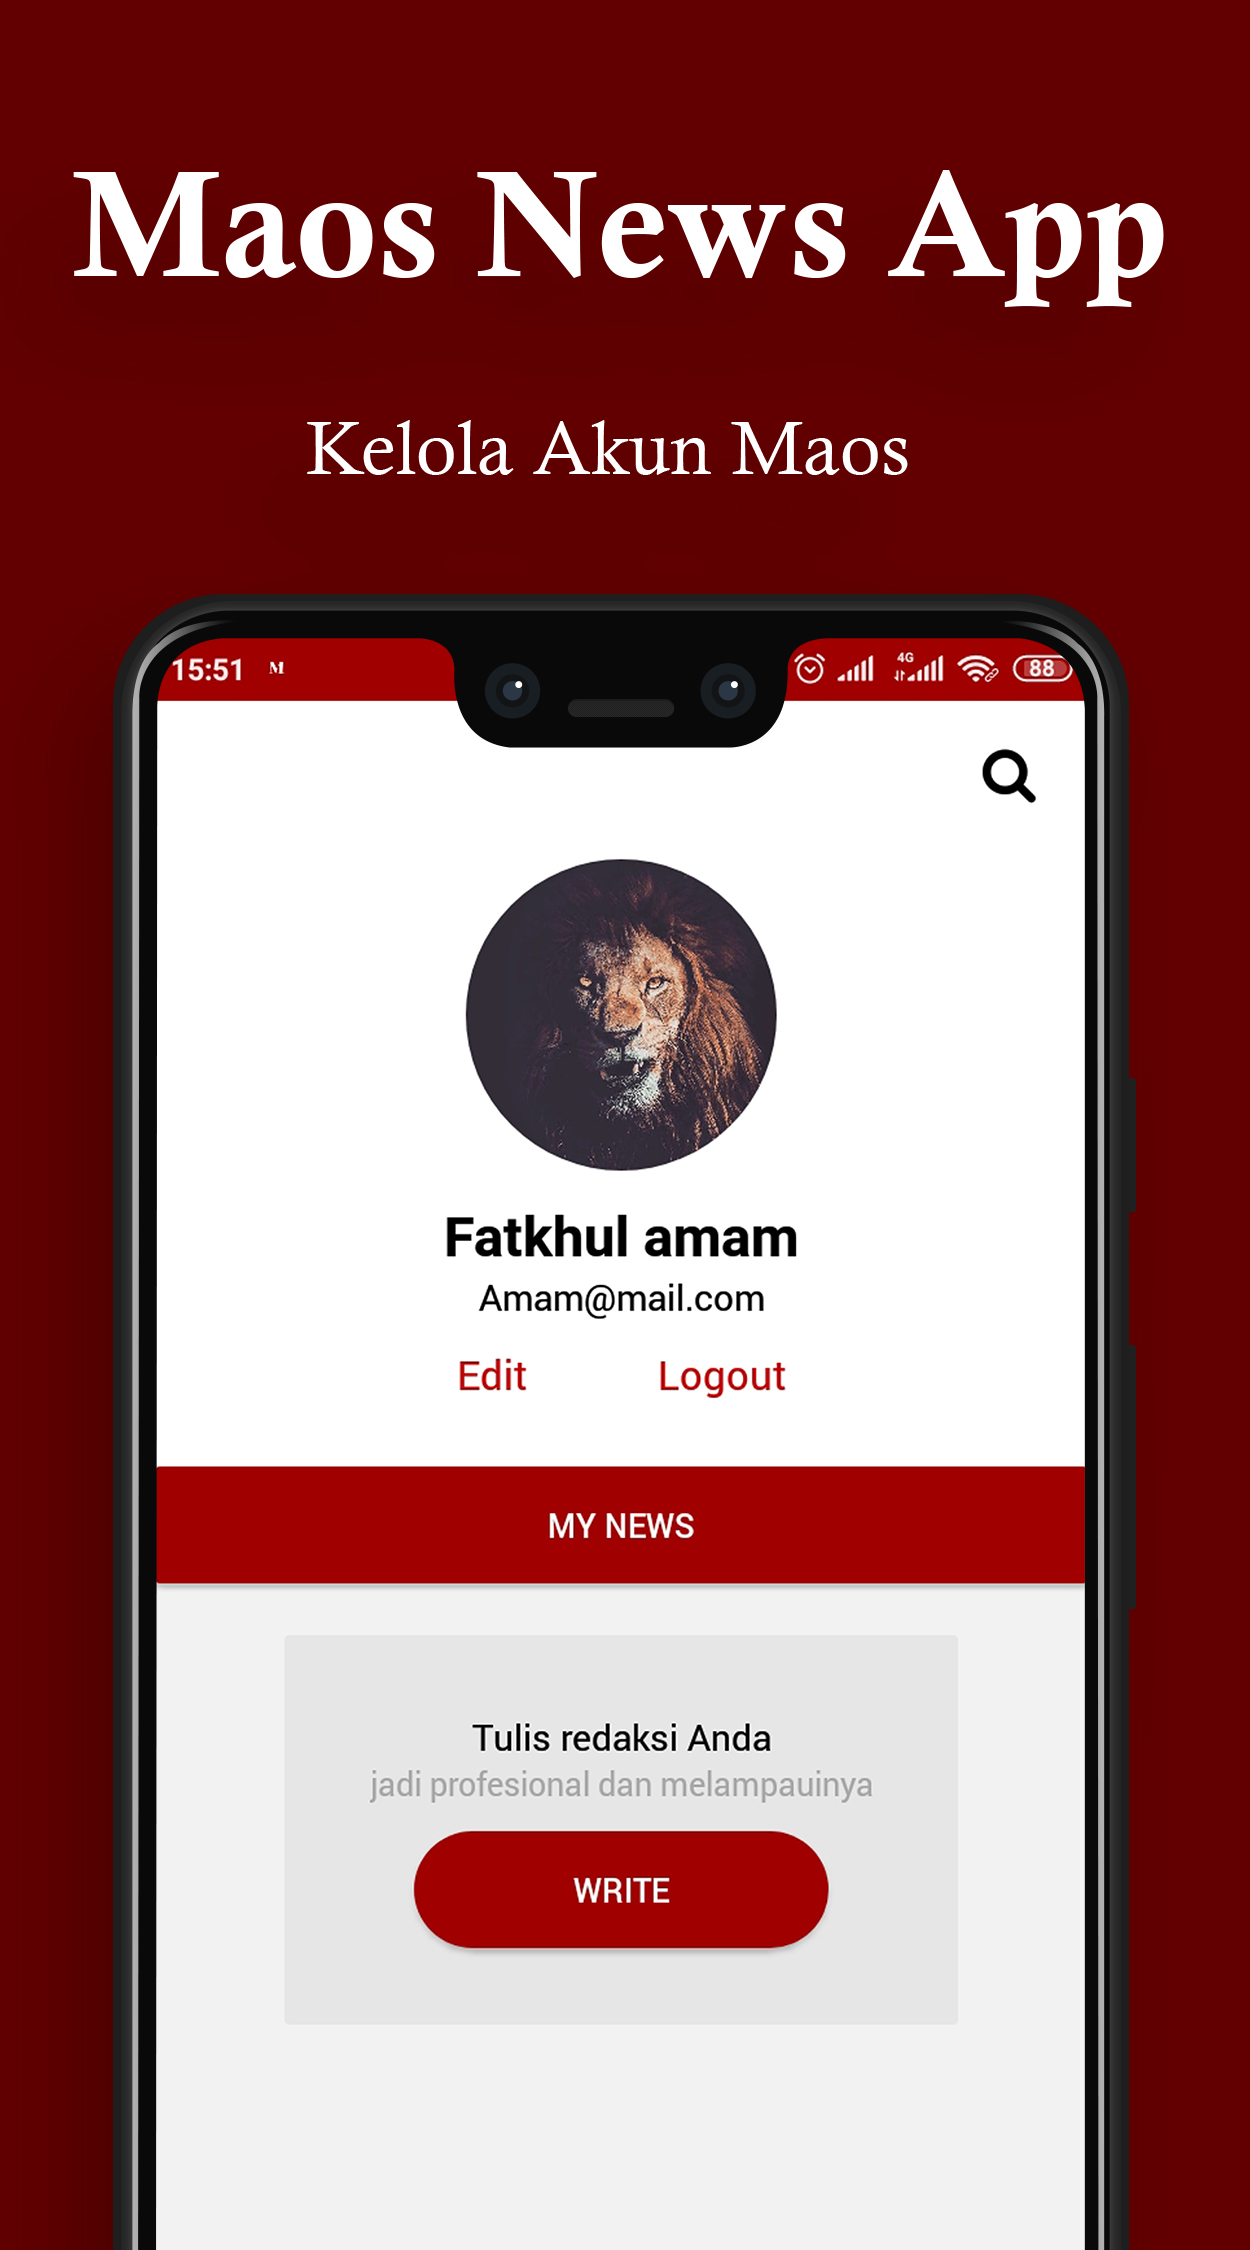 Maos News App
Kelola Akun Maos
15:51 M 4G 88
Fatkhul amam
Amam@mail.com
Edit Logout
MY NEWS
Tulis redaksi Anda
jadi profesional dan melampauinya
WRITE